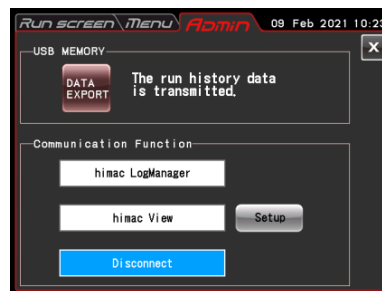 Run screen Menu Admin 09 Feb 2021 10:23
USB MEMORY
X
DATA
EXPORT
The run history data
is transmitted.
Communication Function
himac LogManager
himac View
Setup
Disconnect